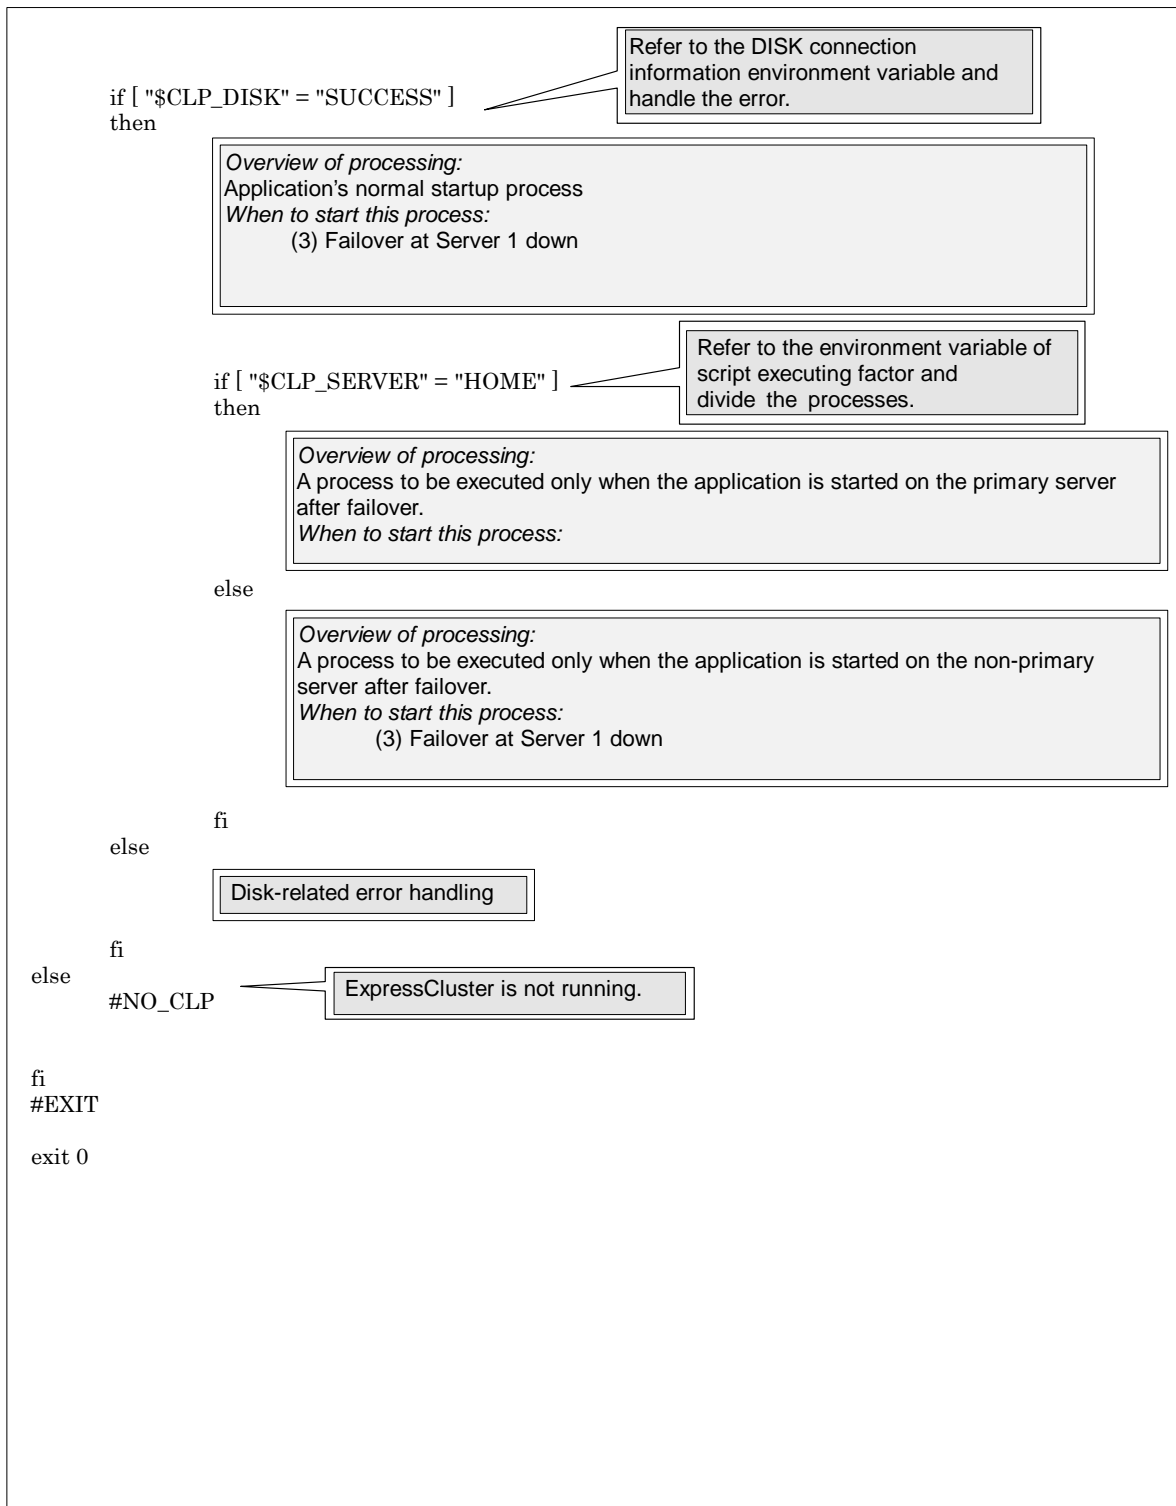 Refer to the DISK connection
information environment variable and
handle the error.
if [ "$CLP_DISK" = "SUCCESS" ]
then
Overview of processing:
Application's normal startup process
When to start this process:
(3) Failover at Server 1 down
Refer to the environment variable of
script executing factor and
divide the processes.
if [ "$CLP_SERVER" = "HOME" ]
then
Overview of processing:
A process to be executed only when the application is started on the primary server
after failover.
When to start this process:
else
Overview of processing:
A process to be executed only when the application is started on the non-primary
server after failover.
When to start this process:
(3) Failover at Server 1 down
fi
else
Disk-related error handling
fi
else
#NO_CLP
ExpressCluster is not running.
fi
#EXIT
exit 0